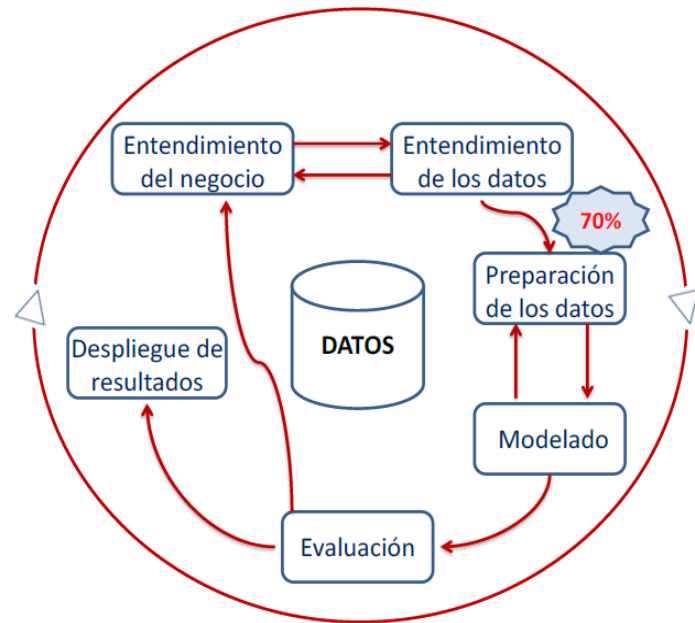 Entendimiento
del negocio
Entendimiento
de los datos
70%
Preparación
de los datos
DATOS
Despliegue de
resultados
Modelado
Evaluación